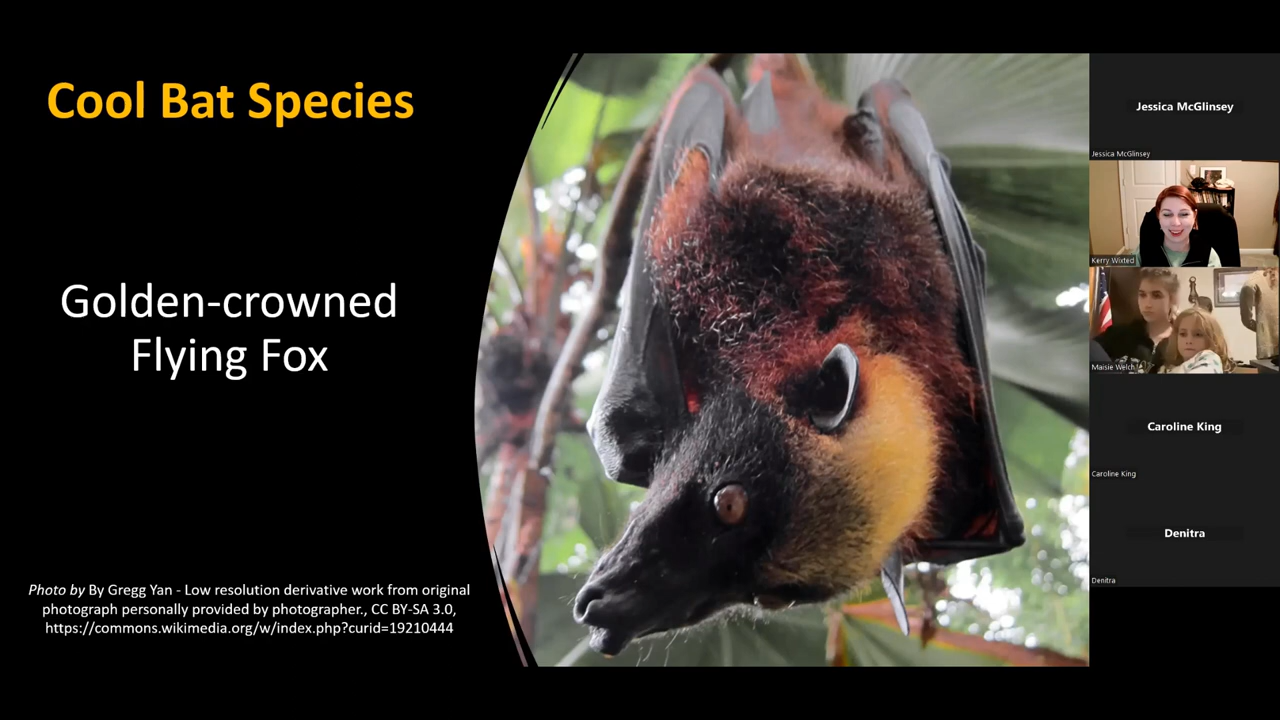 Cool Bat Species
Golden-crowned
Flying Fox
Photo by By Gregg Yan - Low resolution derivative work from original
photograph personally provided by photographer., CC BY-SA 3.0,
https://commons.wikimedia.org/w/index.php?curid=19210444
Jessica McGlinsey
Jessica McGlinsey
Kerry Wixted
Maisie Welch
Caroline King
Caroline King
Denitra
Denitra